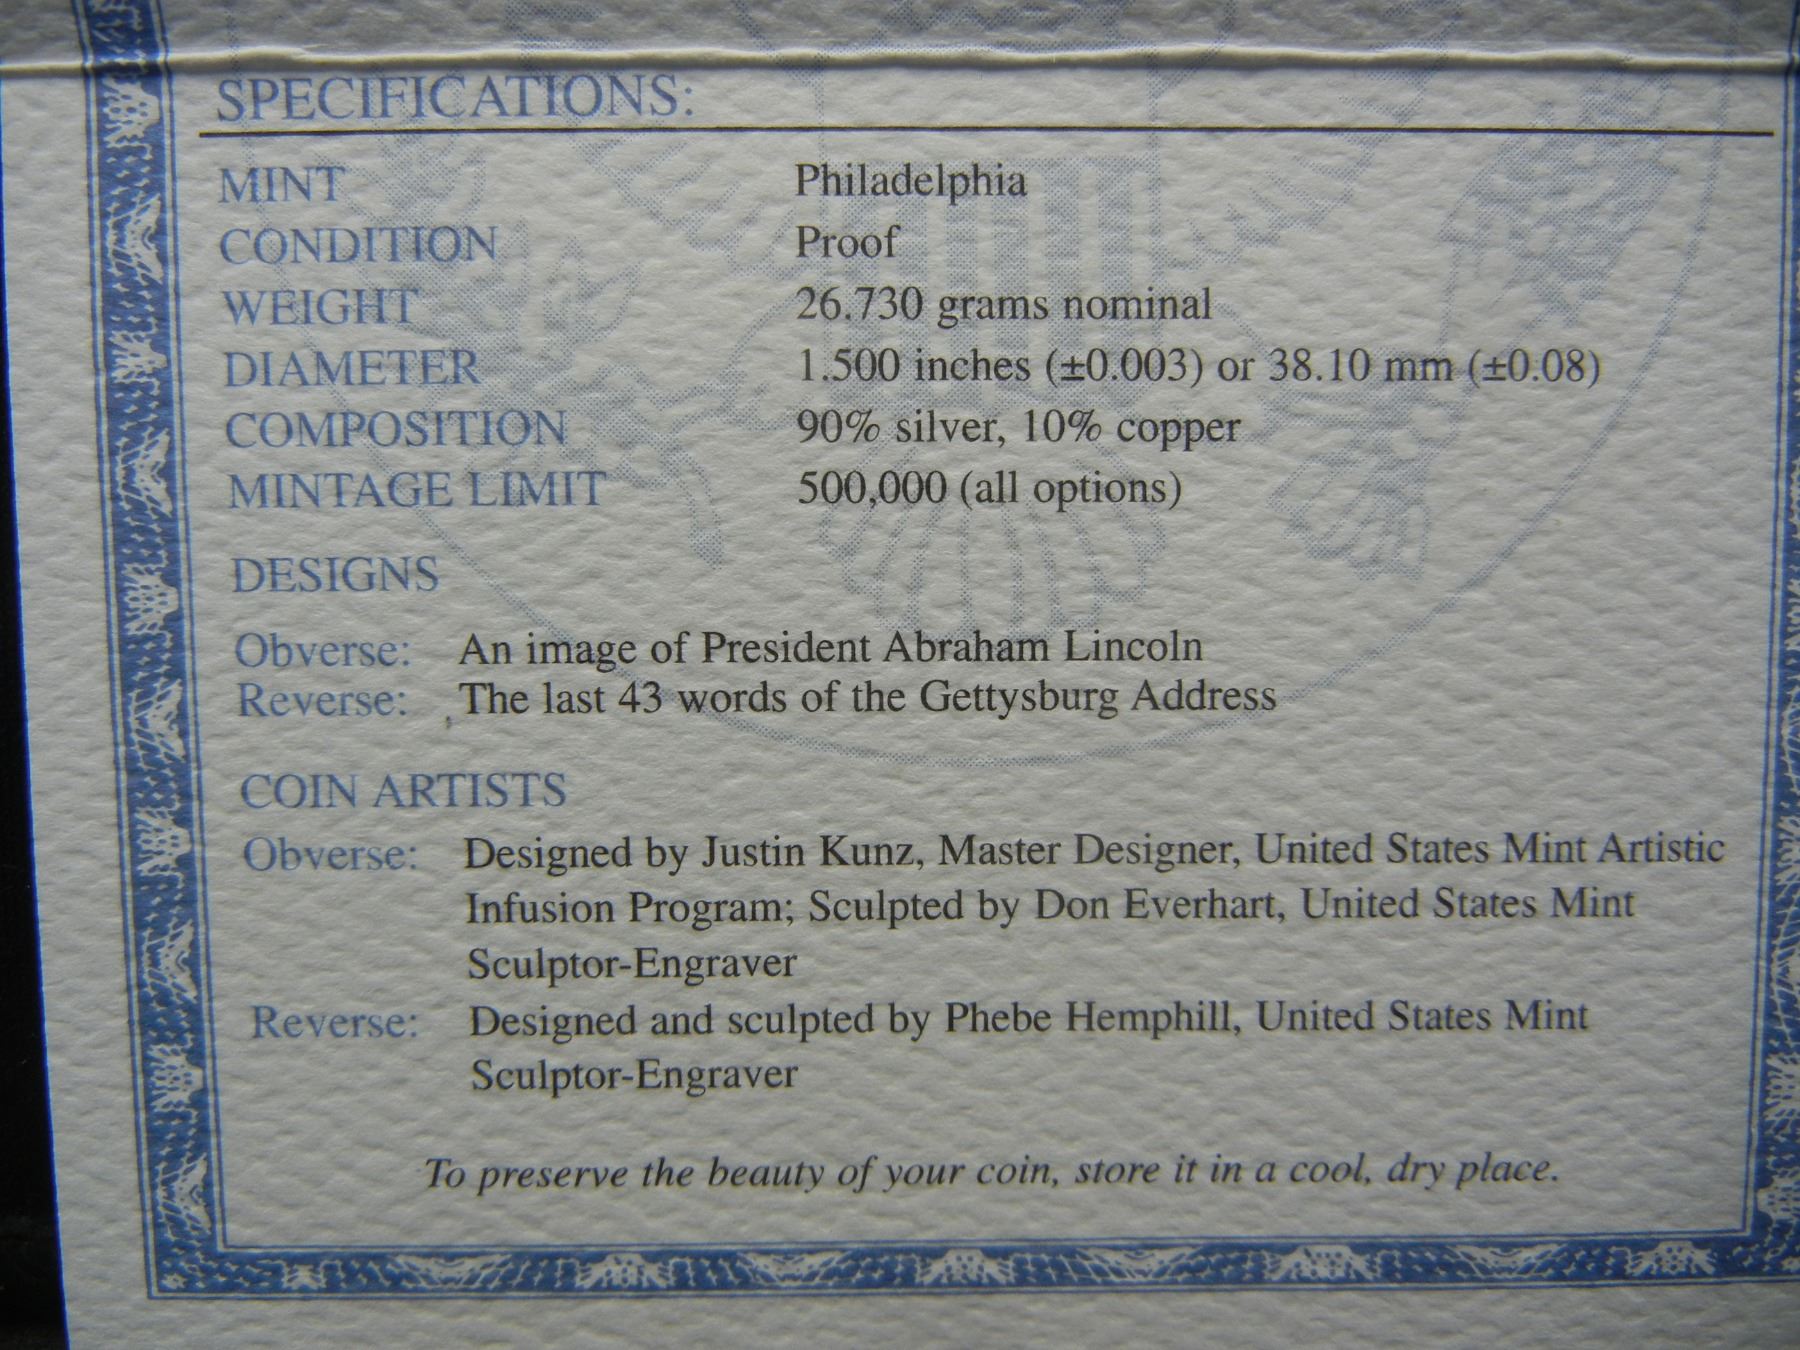 SPECIFICATIONS:
MINT Philadelphia
CONDITION Proof
WEIGHT 26.730 grams nominal
DIAMETER 1.500 inches (±0.003) or 38.10 mm (±0.08)
COMPOSITION 90% silver, 10% copper
MINTAGE LIMIT 500,000 (all options)
DESIGNS
Obverse: An image of President Abraham Lincoln
Reverse: The last 43 words of the Gettysburg Address
COIN ARTISTS
Obverse: Designed by Justin Kunz, Master Designer, United States Mint Artistic
Infusion Program; Sculpted by Don Everhart, United States Mint
Sculptor-Engraver
Reverse: Designed and sculpted by Phebe Hemphill, United States Mint
Sculptor-Engraver
To preserve the beauty of your coin, store it in a cool, dry place.